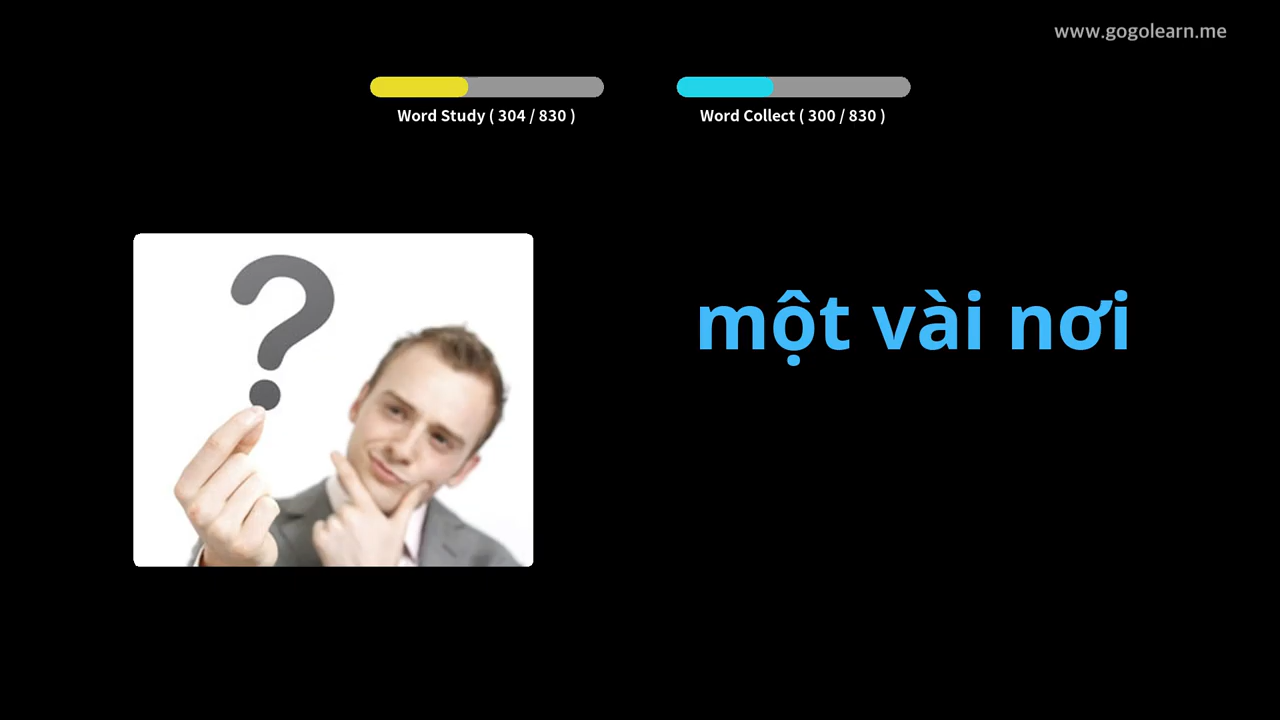 www.gogolearn.me
Word Study ( 304 / 830 )
Word Collect ( 300 / 830 )
?
một vài nơi